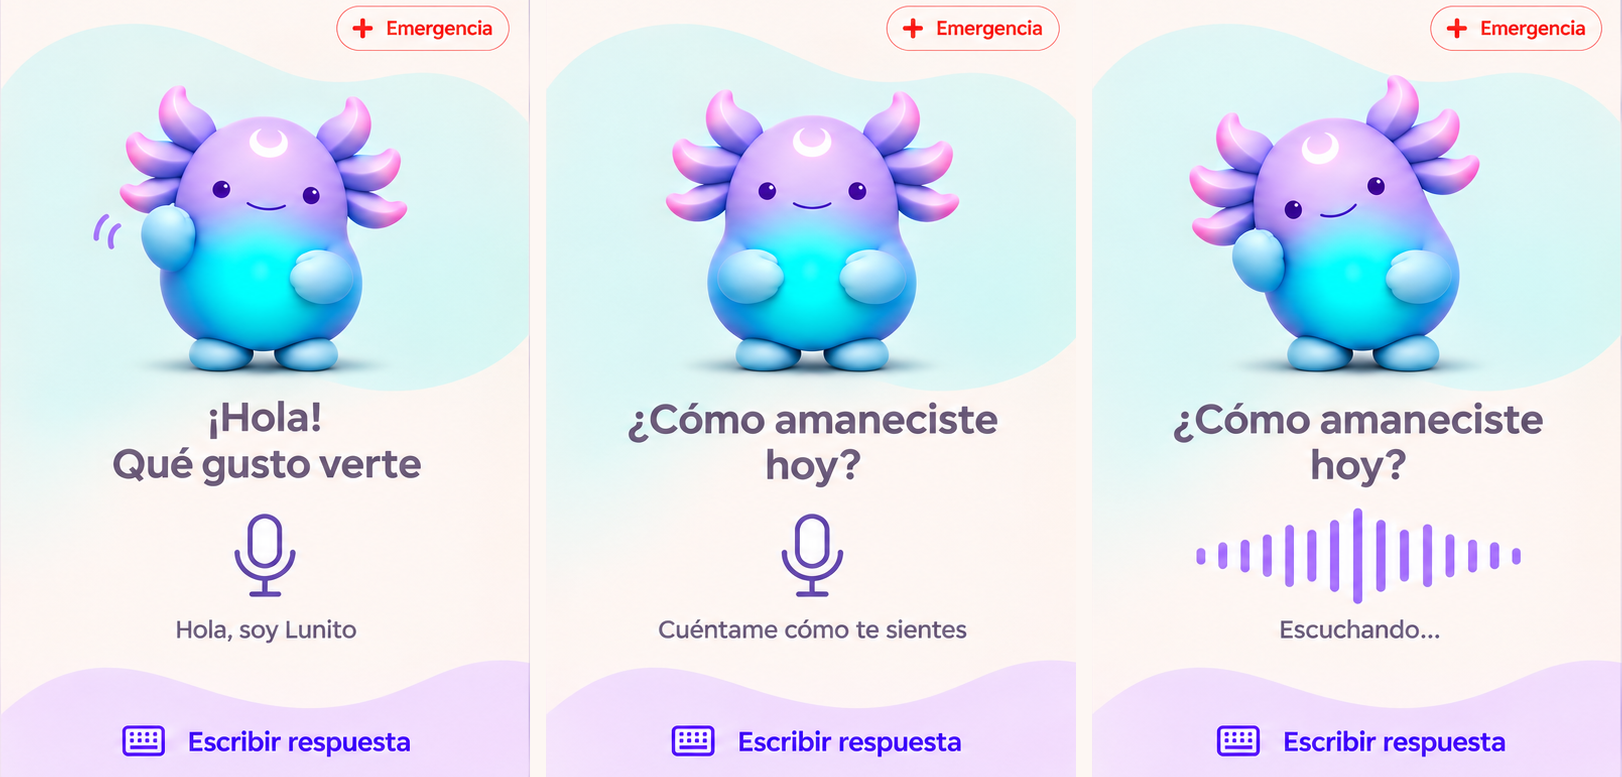 Emergencia
¡Hola!
Qué gusto verte
Hola, soy Lunito
Escribir respuesta
Emergencia
¿Cómo amaneciste
hoy?
Cuéntame cómo te sientes
Escribir respuesta
Emergencia
¿Cómo amaneciste
hoy?
Escuchando...
Escribir respuesta